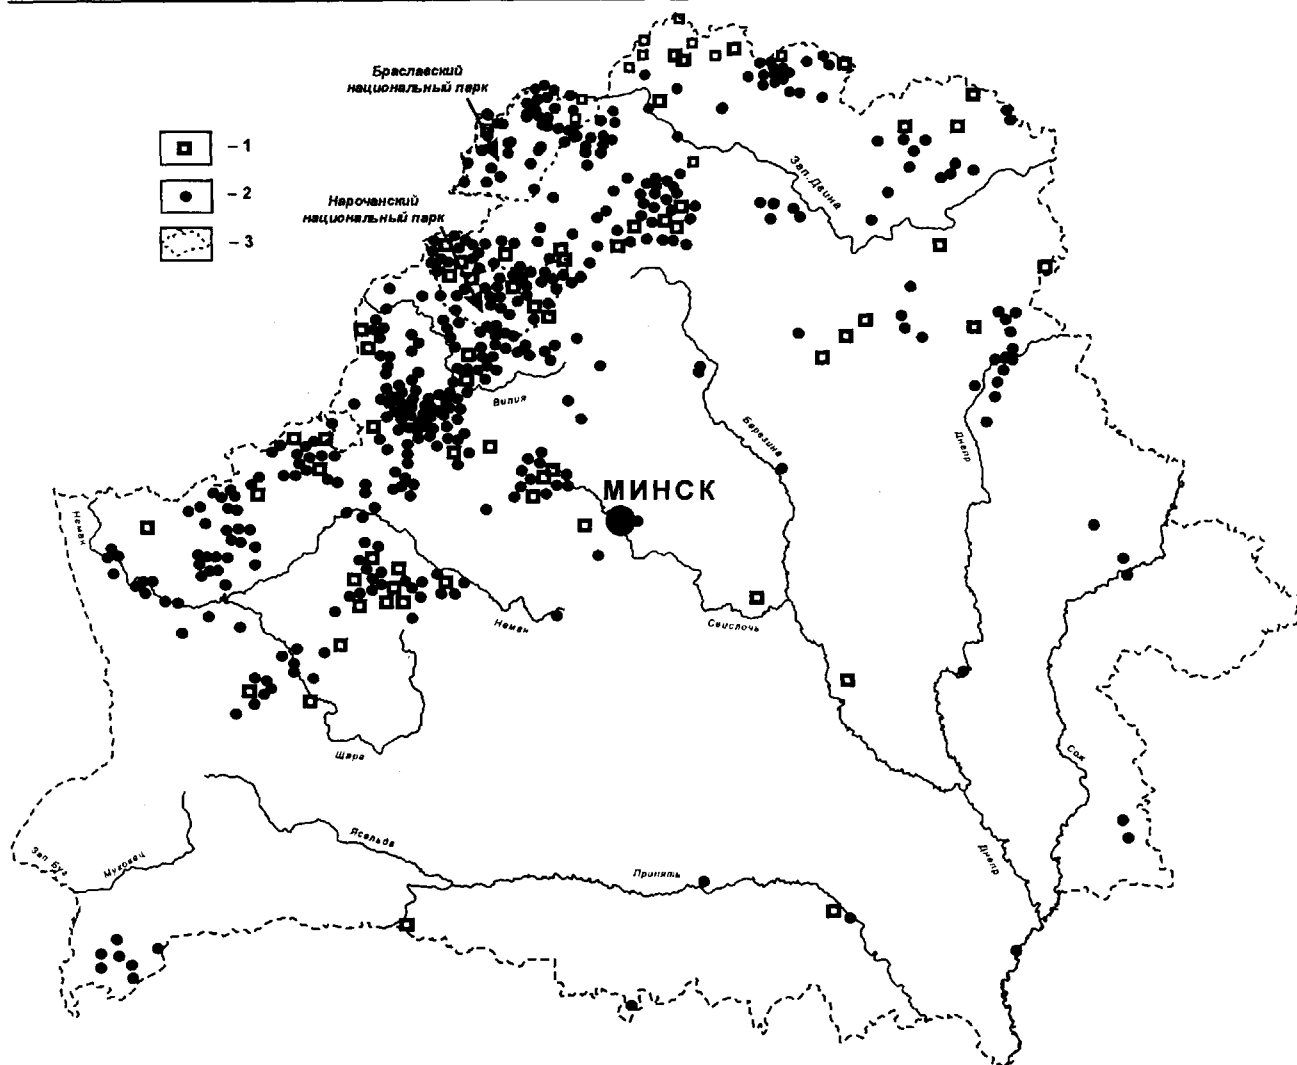 Браславский
национальный парк
– 1
– 2
– 3
Нарочанский
национальный парк
Зап. Двина
Вилия
Березина
Днепр
МИНСК
Неман
Неман
Свислочь
Щара
Сож
Ясельда
Зап. Буг
Муховец
Припять
Днепр